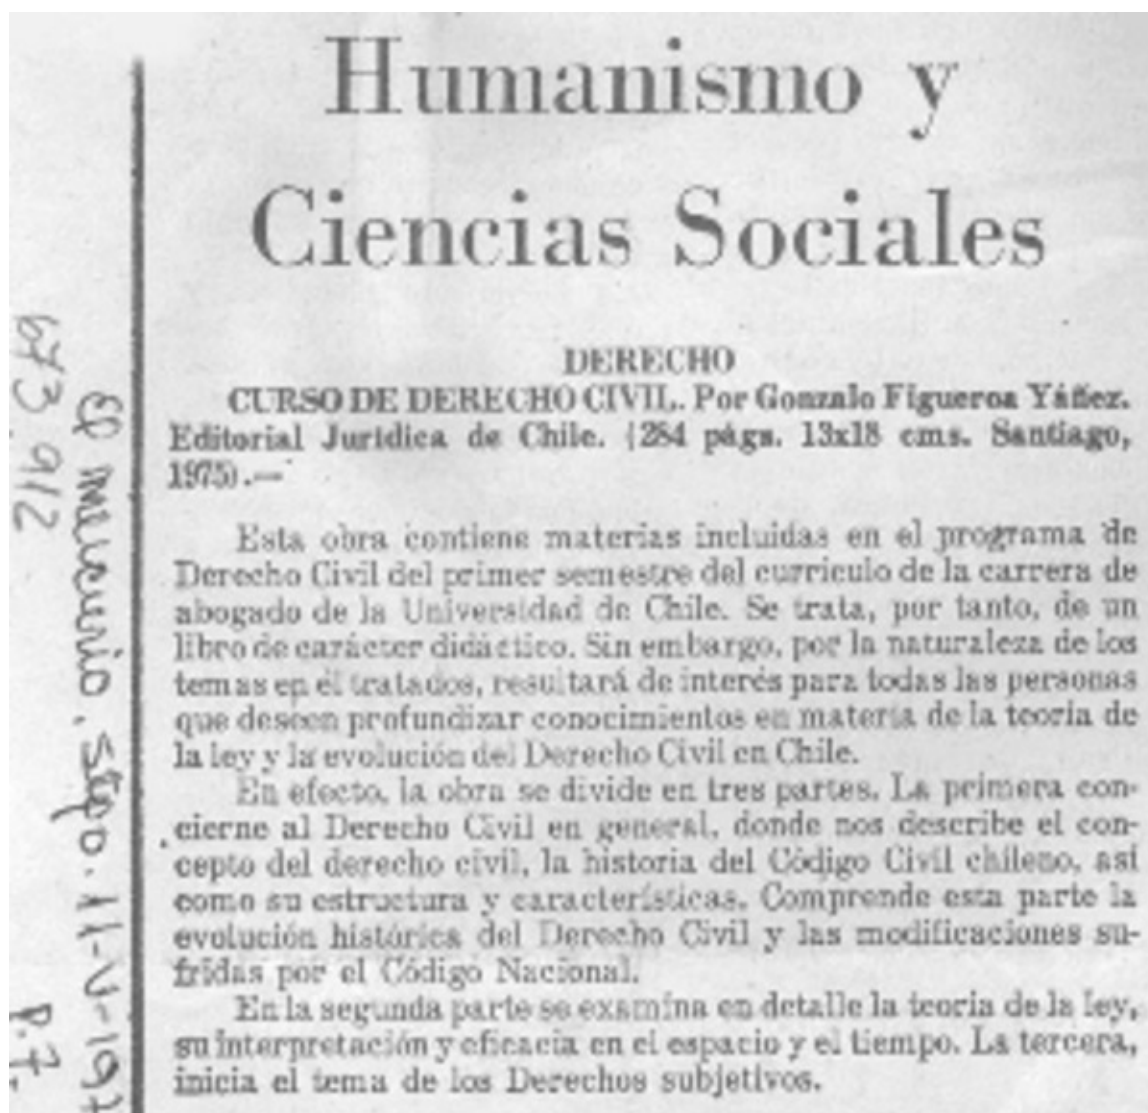 Humanismo y
Ciencias Sociales
DERECHO
CURSO DE DERECHO CIVIL. Por Gonzalo Figueroa Yáñez.
Editorial Jurídica de Chile. (284 págs. 13x18 cms. Santiago,
1975).—
Esta obra contiene materias incluidas en el programa de
Derecho Civil del primer semestre del currículo de la carrera de
abogado de la Universidad de Chile. Se trata, por tanto, de un
libro de carácter didáctico. Sin embargo, por la naturaleza de los
temas en él tratados, resultará de interés para todas las personas
que deseen profundizar conocimientos en materia de la teoría de
la ley y la evolución del Derecho Civil en Chile.
En efecto, la obra se divide en tres partes. La primera con-
cierne al Derecho Civil en general, donde nos describe el con-
cepto del derecho civil, la historia del Código Civil chileno, así
como su estructura y características. Comprende esta parte la
evolución histórica del Derecho Civil y las modificaciones su-
fridas por el Código Nacional.
En la segunda parte se examina en detalle la teoría de la ley,
su interpretación y eficacia en el espacio y el tiempo. La tercera,
inicia el tema de los Derechos subjetivos.
El mercurio. Stgo. 11-V-197
P.7.